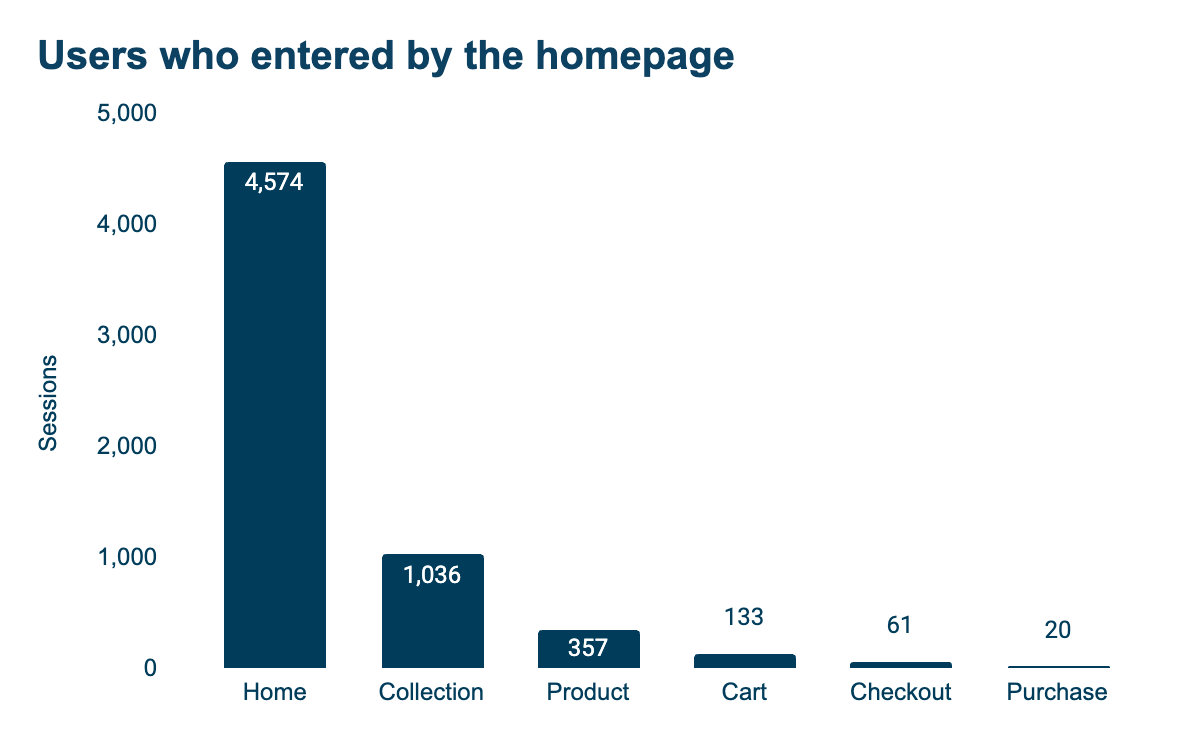 Users who entered by the homepage
5,000
4,000
3,000
2,000
1,000
0
Sessions
4,574
1,036
357
133
61
20
Home
Collection
Product
Cart
Checkout
Purchase